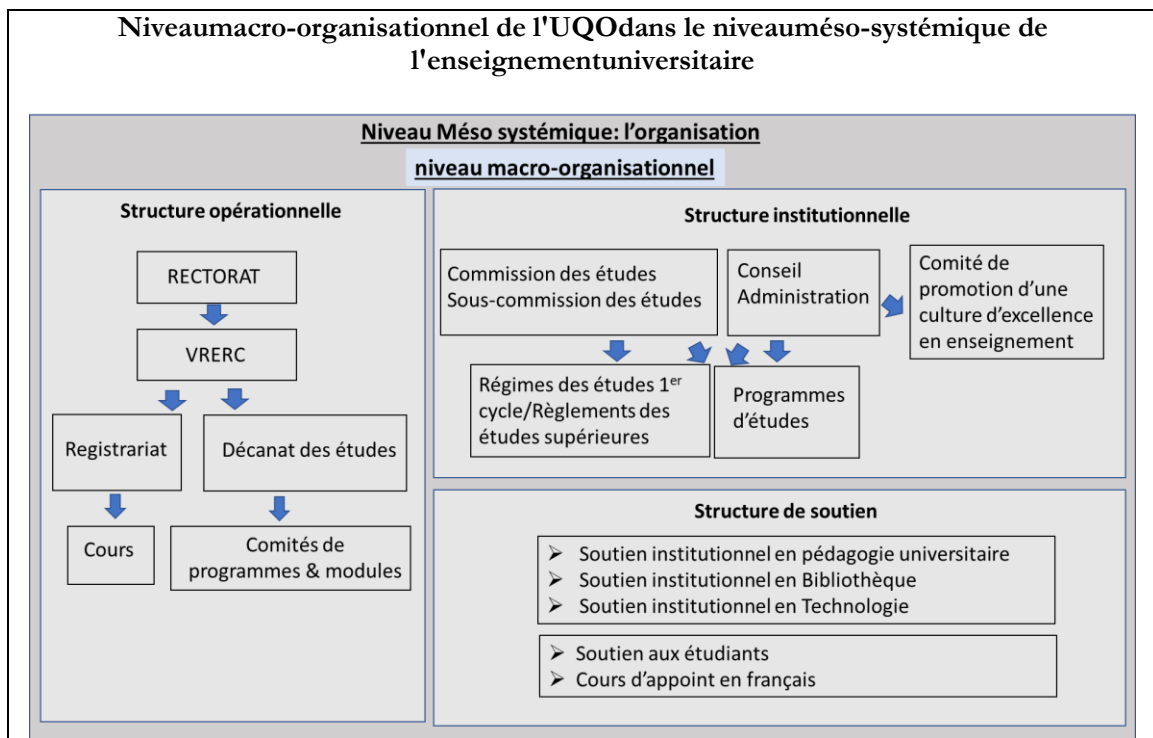 Niveaumacro-organisationnel de l'UQOdans le niveauméso-systémique de
l'enseignementuniversitaire
Niveau Méso systémique: l’organisation
niveau macro-organisationnel
Structure opérationnelle
RECTORAT
VRERC
Registrariat
Décanat des études
Cours
Comités de
programmes & modules
Structure institutionnelle
Commission des études
Sous-commission des études
Conseil
Administration
Comité de
promotion d’une
culture d’excellence
en enseignement
Régimes des études 1er
cycle/Règlements des
études supérieures
Programmes
d’études
Structure de soutien
➢ Soutien institutionnel en pédagogie universitaire
➢ Soutien institutionnel en Bibliothèque
➢ Soutien institutionnel en Technologie
➢ Soutien aux étudiants
➢ Cours d’appoint en français